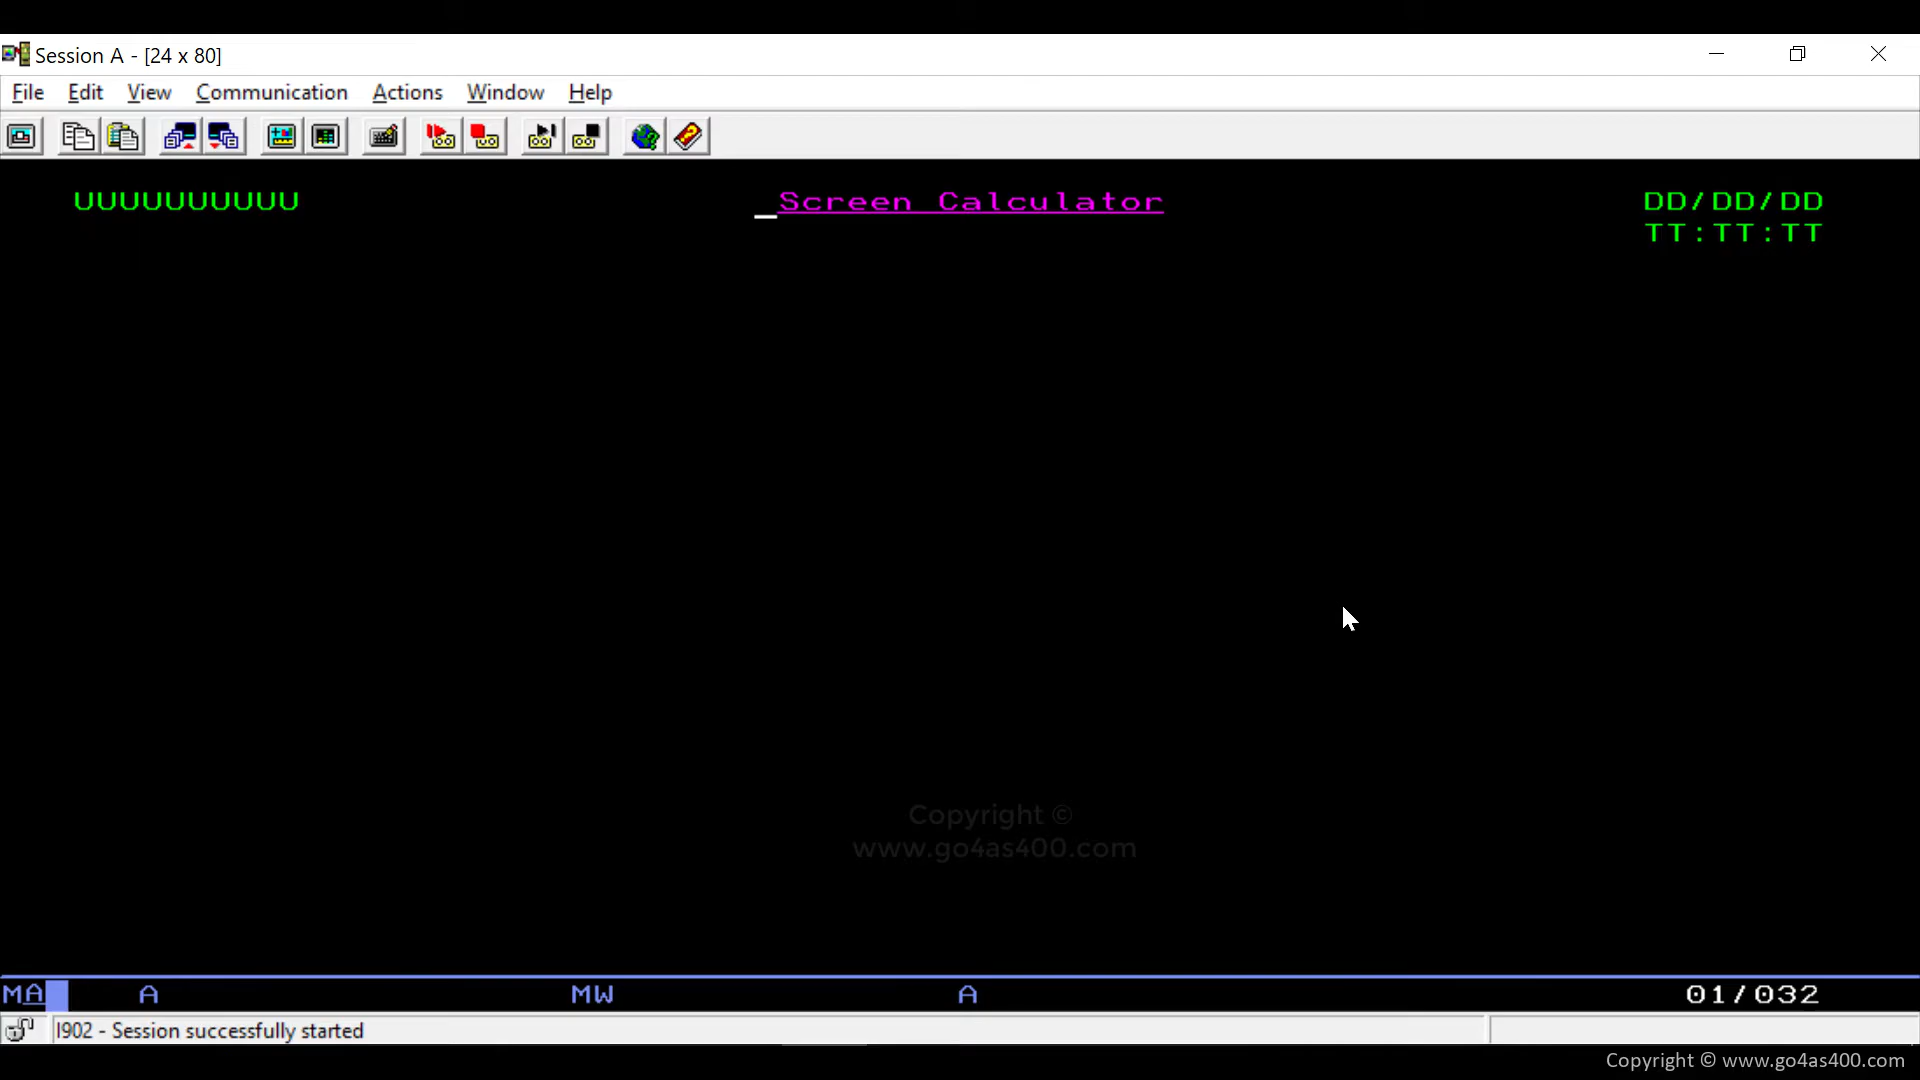 Session A - [24 x 80]
File Edit View Communication Actions Window Help
UUUUUUUUUU Screen Calculator DD/DD/DD
TT:TT:TT
Copyright ©
www.go4as400.com
MA A MW A 01/032
I902 - Session successfully started
Copyright © www.go4as400.com